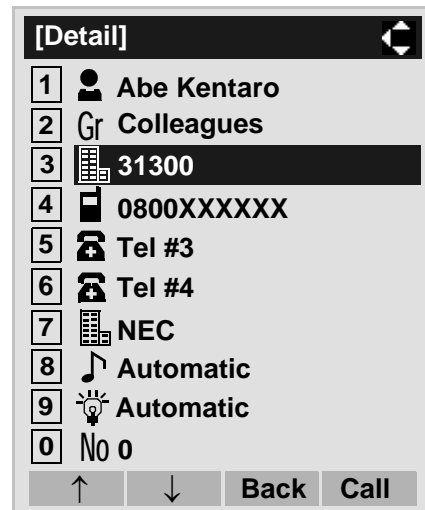 [Detail]
1 Abe Kentaro
2 Gr Colleagues
3 31300
4 0800XXXXXX
5 Tel #3
6 Tel #4
7 NEC
8 Automatic
9 Automatic
0 No 0
↑ ↓ Back Call